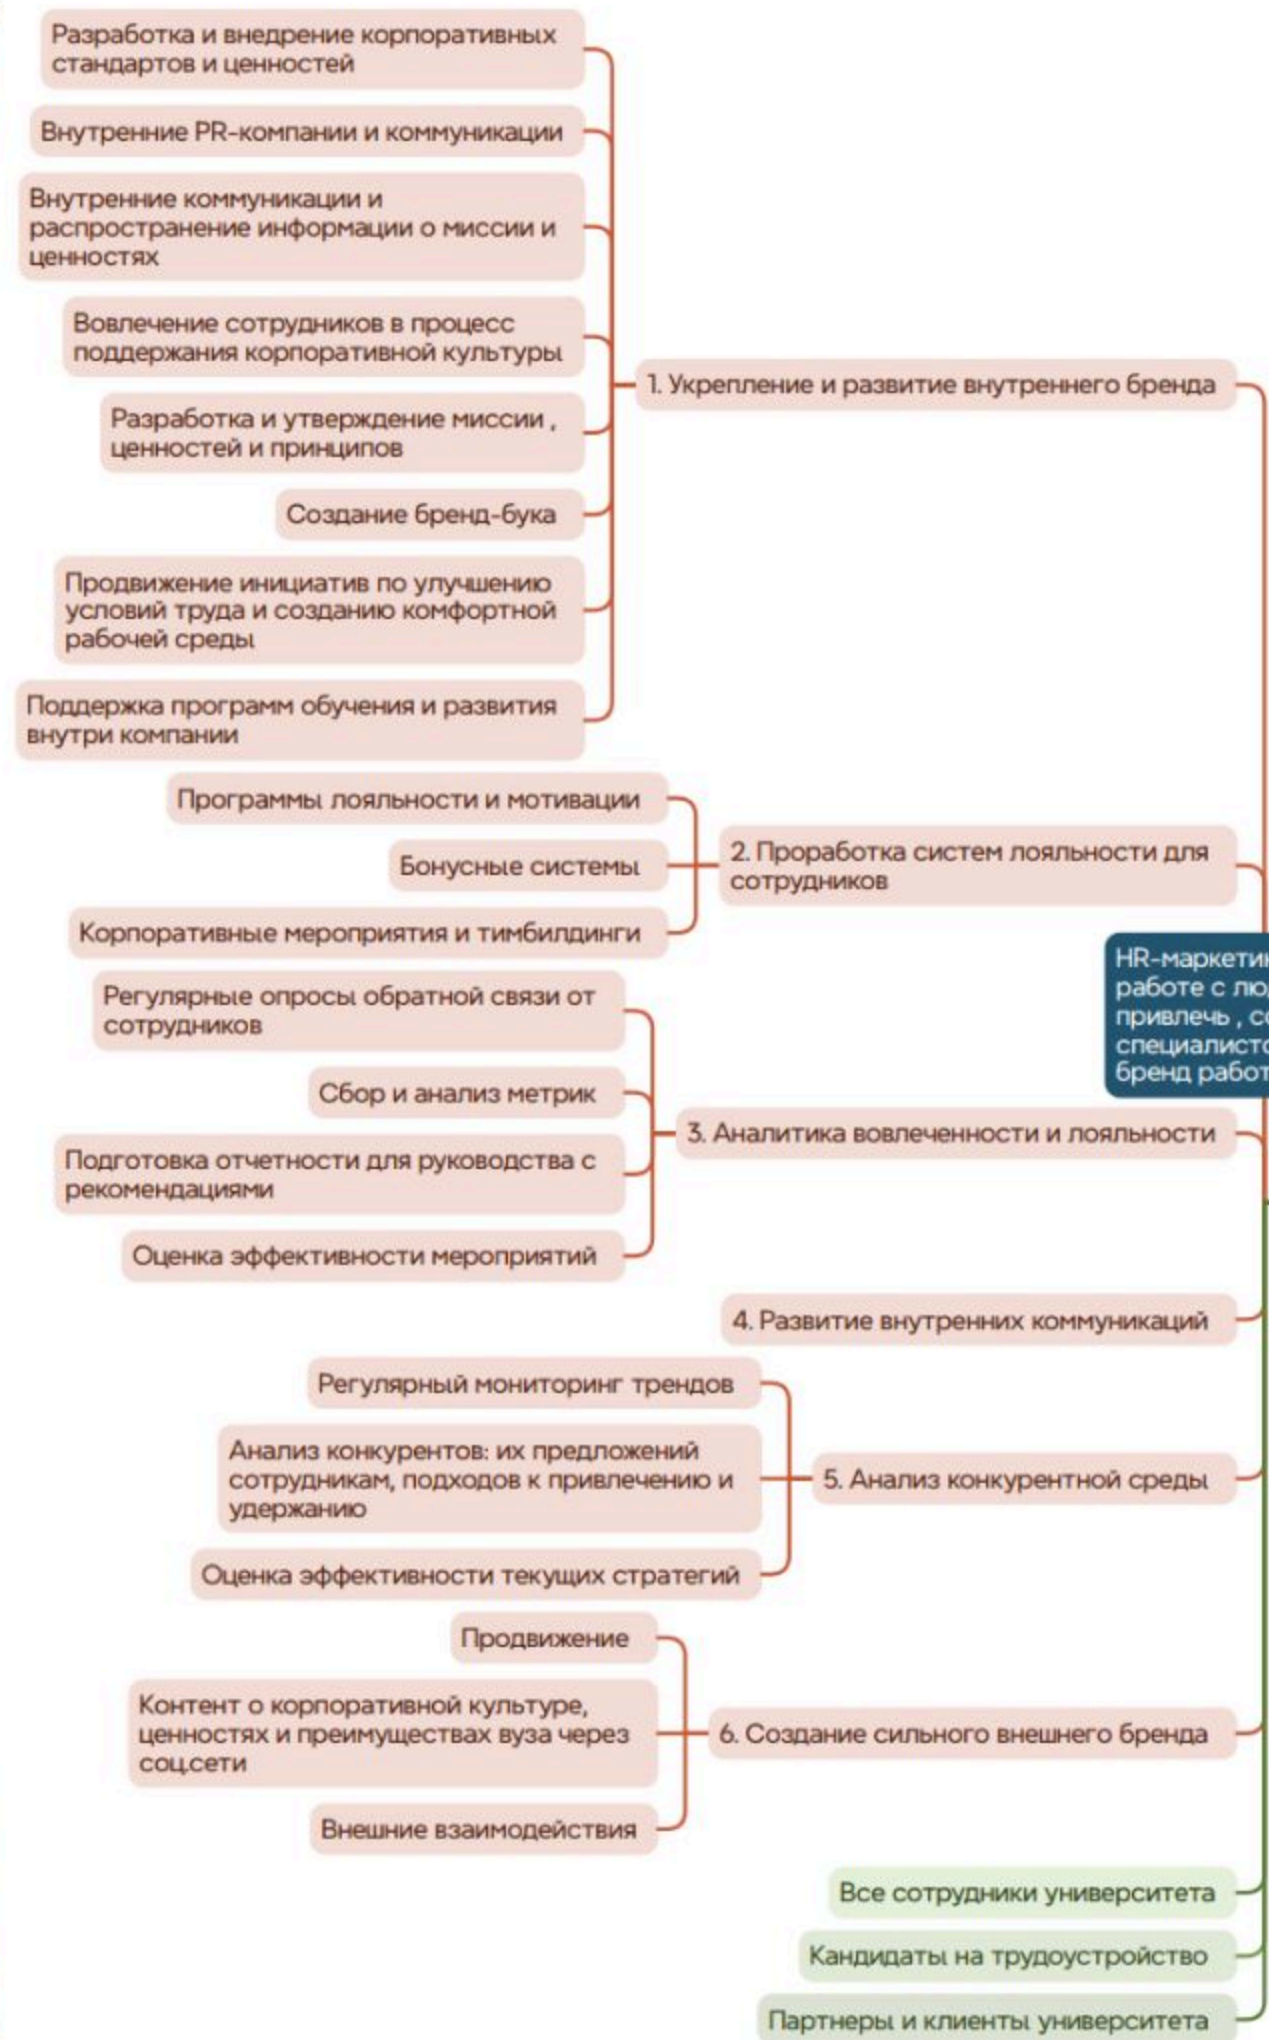 Разработка и внедрение корпоративных
стандартов и ценностей
Внутренние PR-компании и коммуникации
Внутренние коммуникации и
распространение информации о миссии и
ценностях
Вовлечение сотрудников в процесс
поддержания корпоративной культуры
Разработка и утверждение миссии ,
ценностей и принципов
Создание бренд-бука
Продвижение инициатив по улучшению
условий труда и созданию комфортной
рабочей среды
Поддержка программ обучения и развития
внутри компании
1. Укрепление и развитие внутреннего бренда
Программы лояльности и мотивации
Бонусные системы
Корпоративные мероприятия и тимбилдинги
2. Проработка систем лояльности для
сотрудников
Регулярные опросы обратной связи от
сотрудников
Сбор и анализ метрик
Подготовка отчетности для руководства с
рекомендациями
Оценка эффективности мероприятий
3. Аналитика вовлеченности и лояльности
4. Развитие внутренних коммуникаций
Регулярный мониторинг трендов
Анализ конкурентов: их предложений
сотрудникам, подходов к привлечению и
удержанию
Оценка эффективности текущих стратегий
5. Анализ конкурентной среды
Продвижение
Контент о корпоративной культуре,
ценностях и преимуществах вуза через
соц.сети
Внешние взаимодействия
6. Создание сильного внешнего бренда
HR-маркетин
работе с лю
привлечь , со
специалисто
бренд работ
Все сотрудники университета
Кандидаты на трудоустройство
Партнеры и клиенты университета